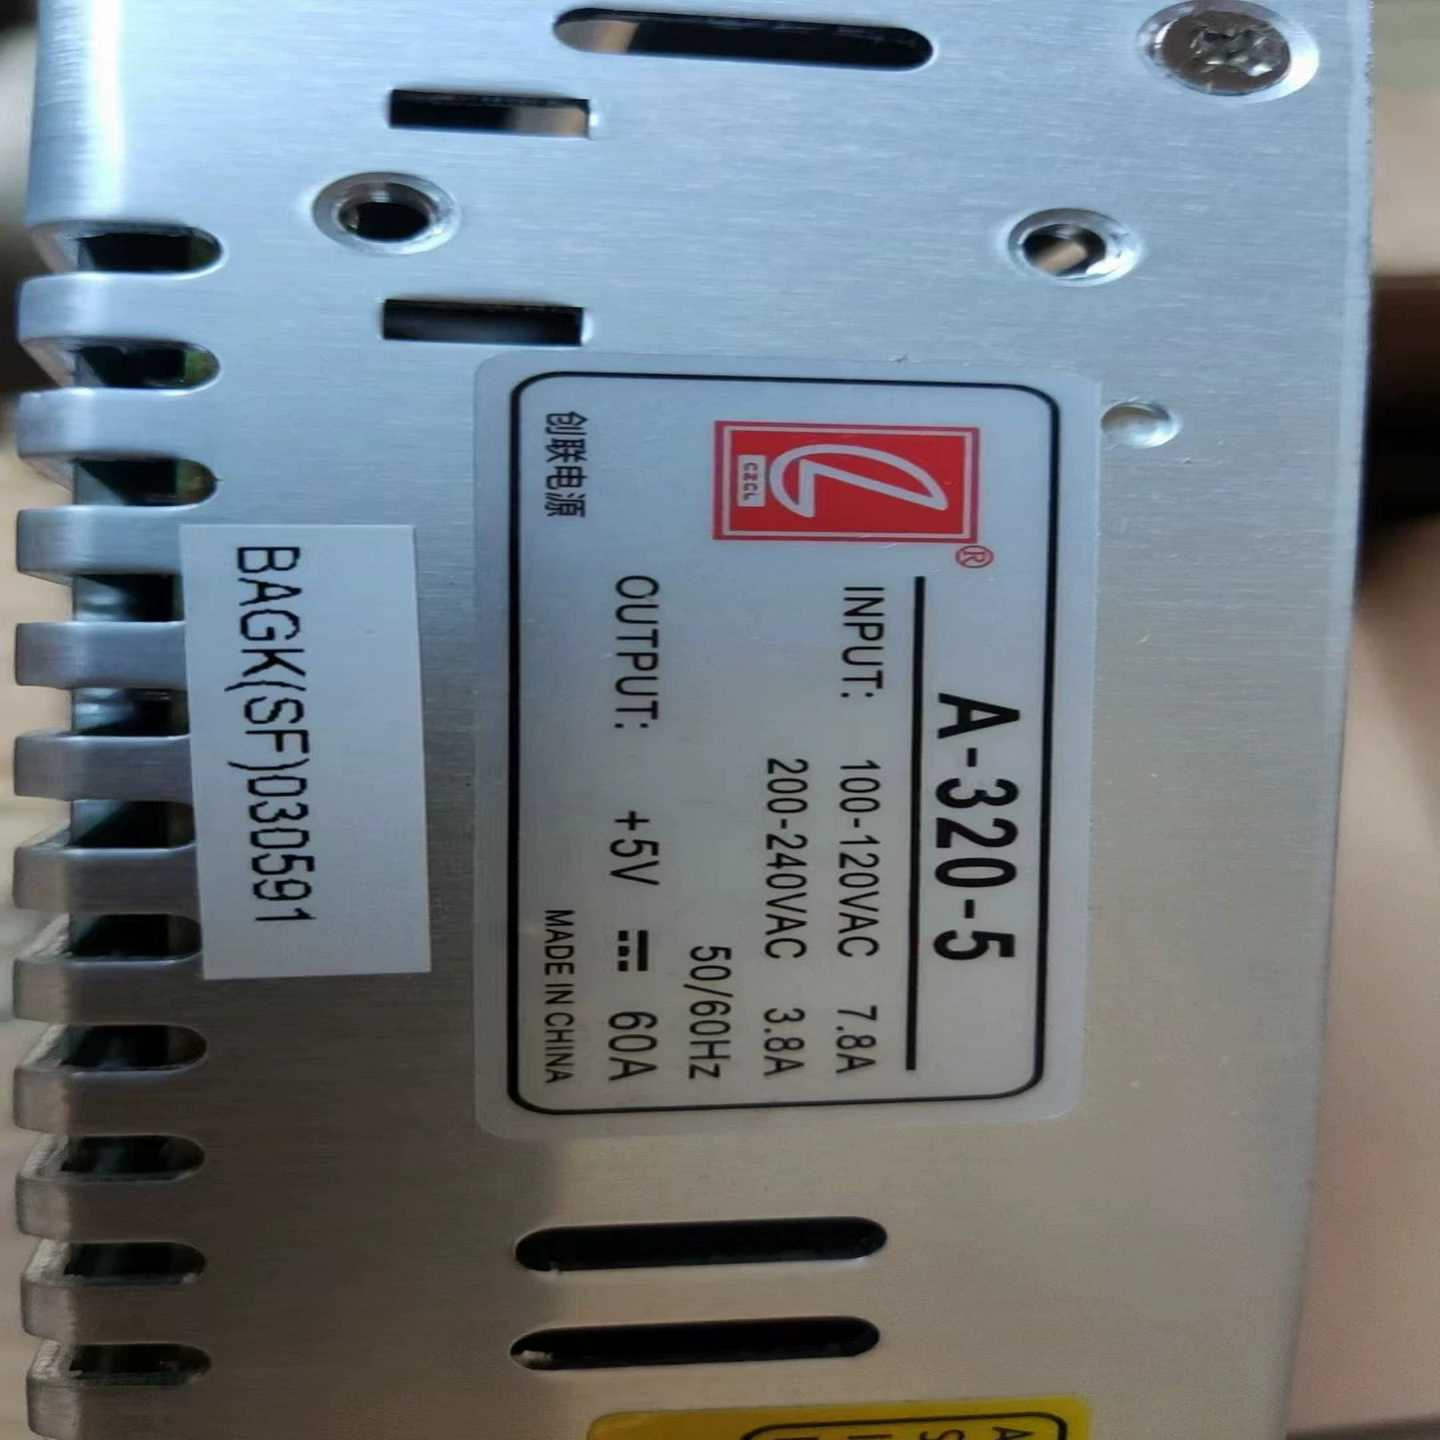 CZCL
®
A-320-5
INPUT: 100-120VAC 7.8A
200-240VAC 3.8A
50/60Hz
OUTPUT: +5V ⎓ 60A
创联电源 MADE IN CHINA
BAGK(SF)030591